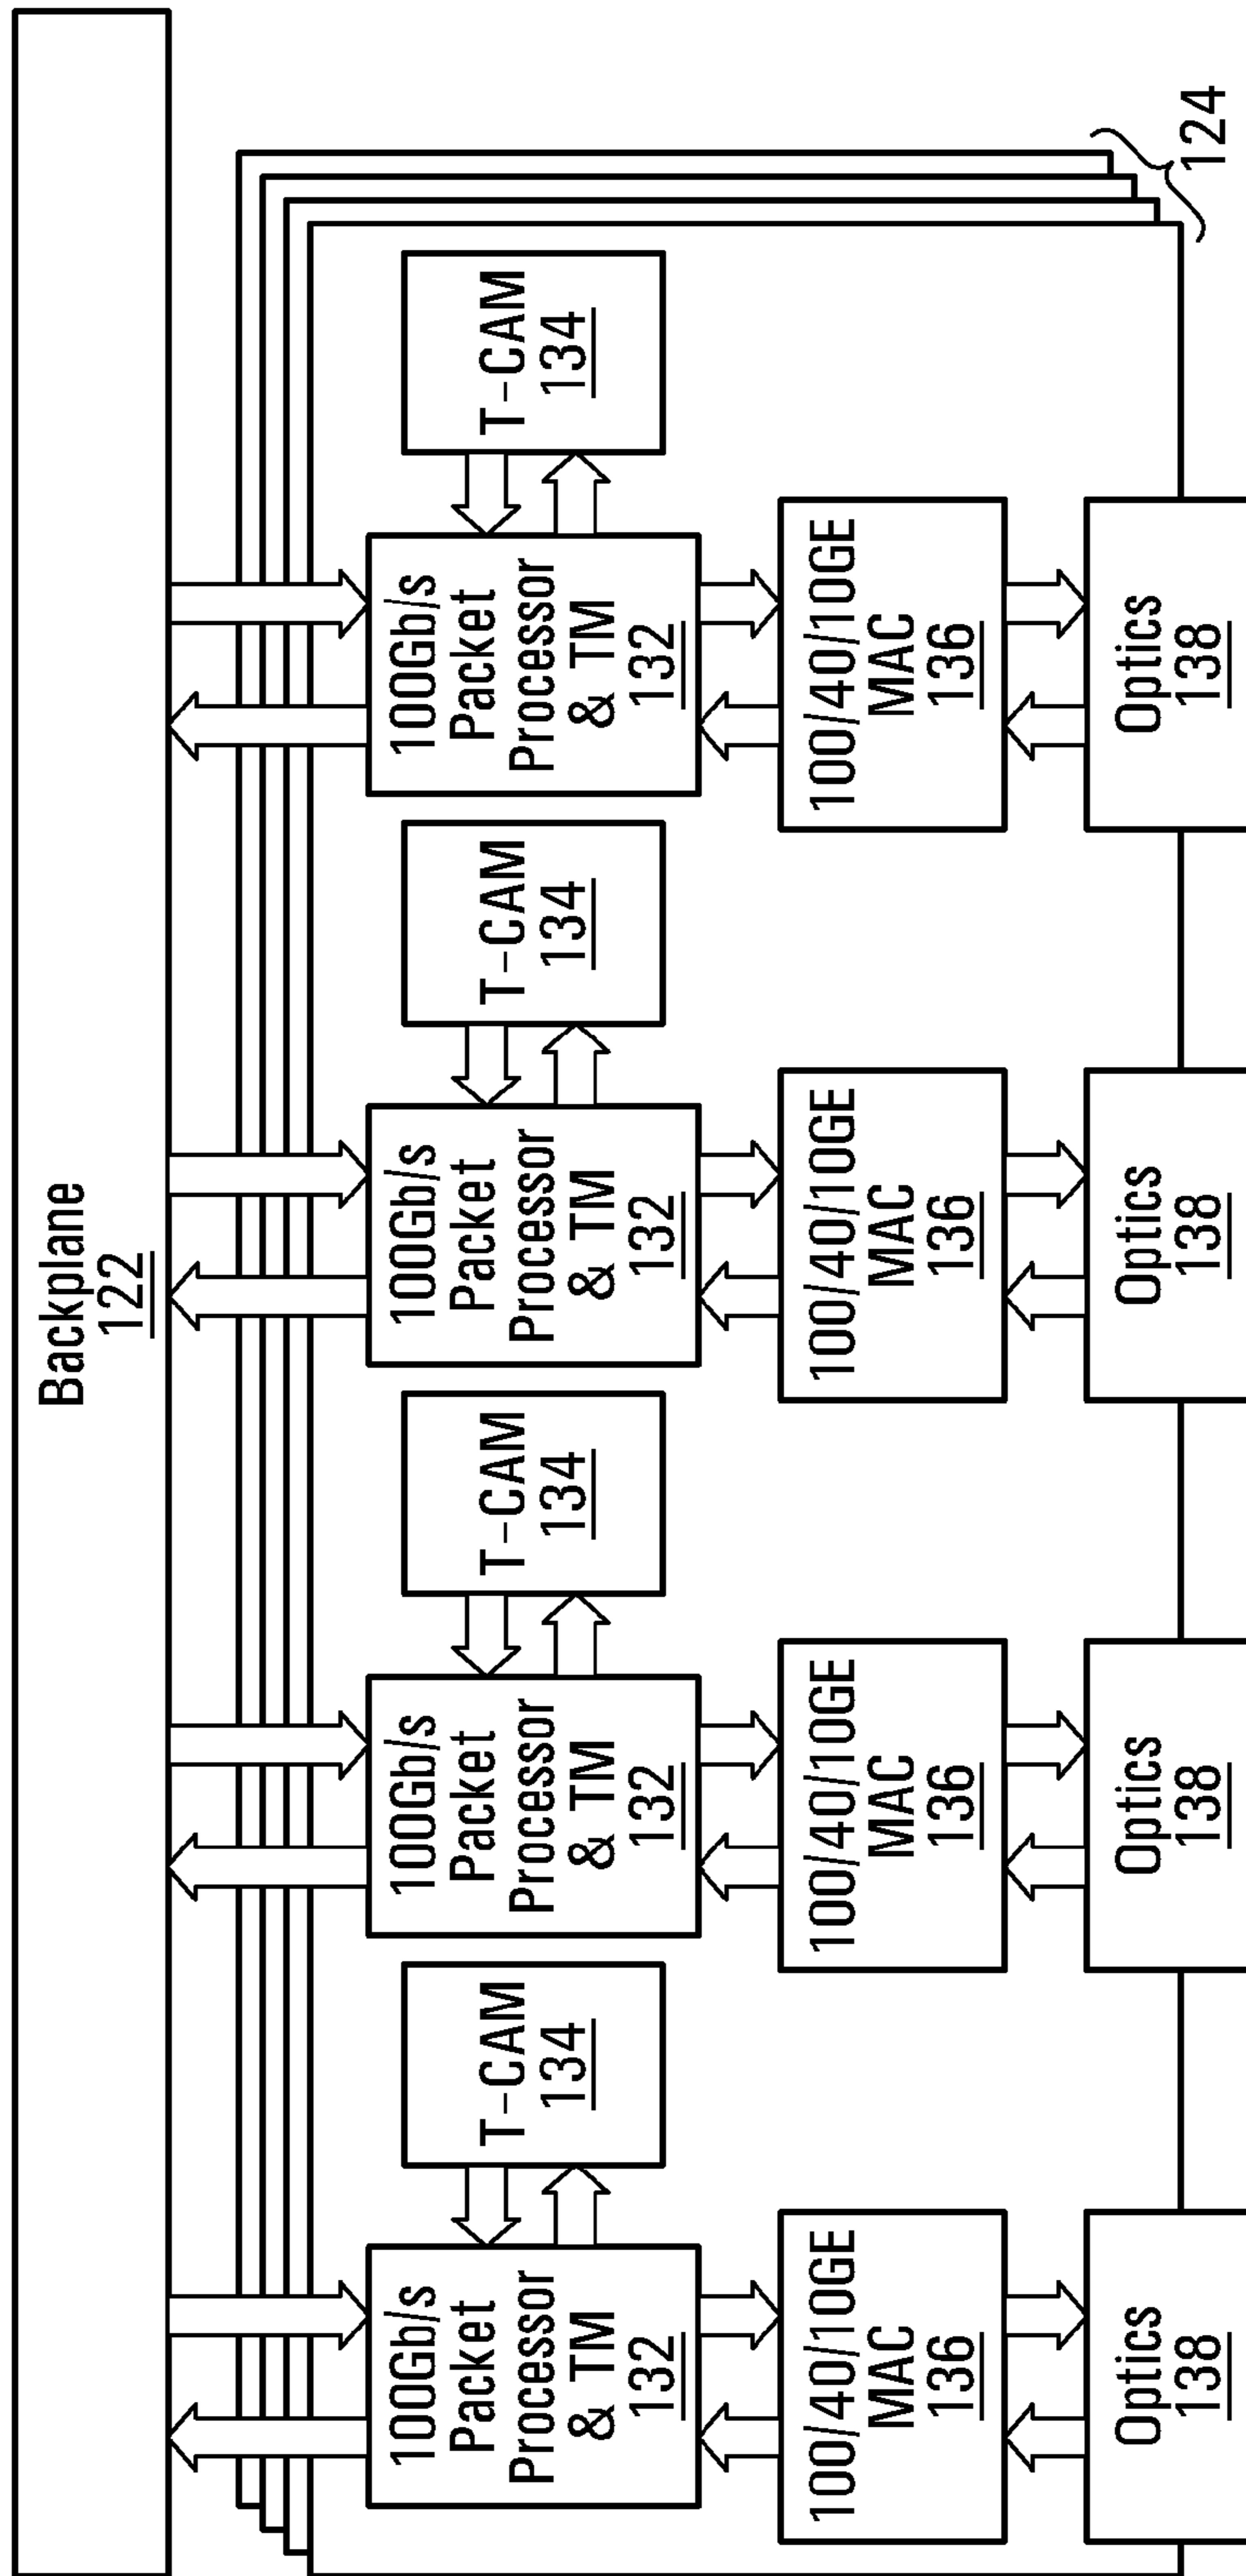 Backplane
122
100Gb/s
Packet
Processor
& TM
132
T-CAM
134
100Gb/s
Packet
Processor
& TM
132
T-CAM
134
100Gb/s
Packet
Processor
& TM
132
T-CAM
134
100Gb/s
Packet
Processor
& TM
132
T-CAM
134
100/40/10GE
MAC
136
100/40/10GE
MAC
136
100/40/10GE
MAC
136
100/40/10GE
MAC
136
Optics
138
Optics
138
Optics
138
Optics
138
124